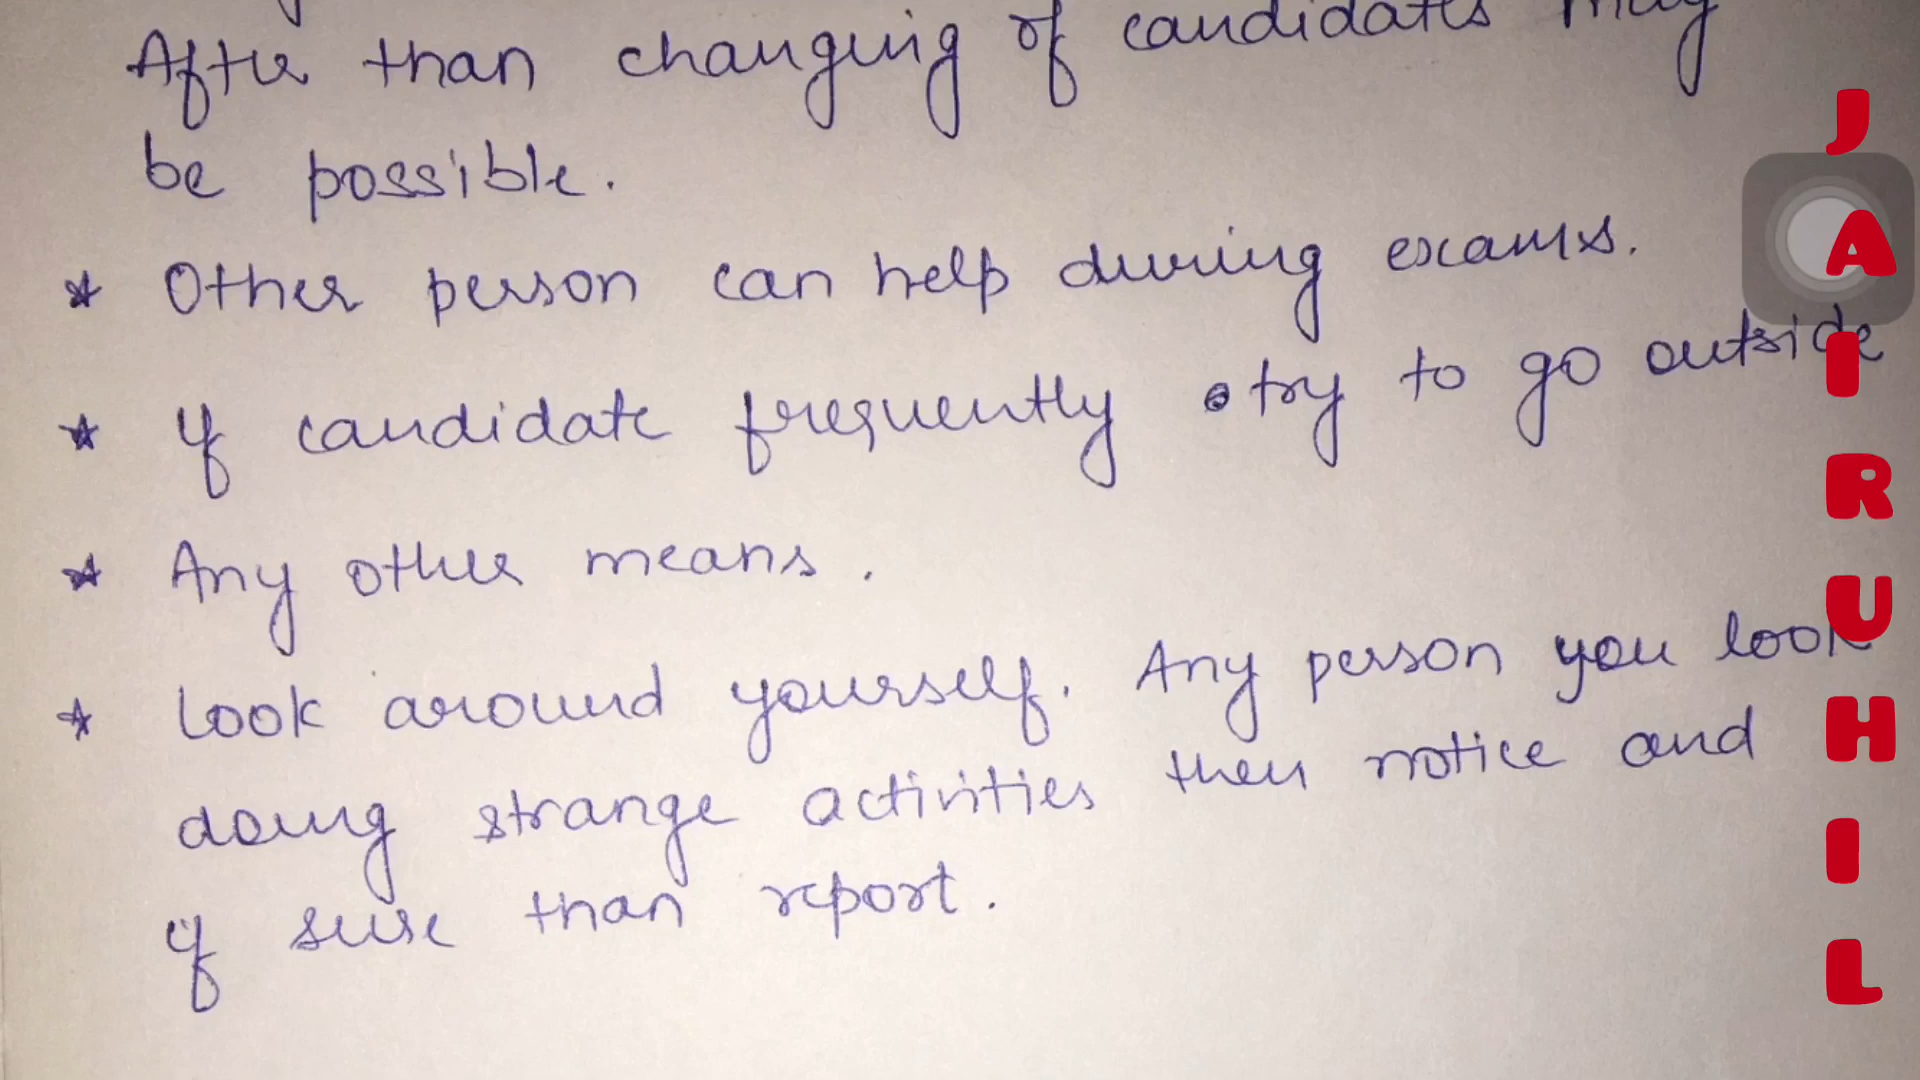 After than changing of candidates may
be possible.
* Other person can help during exams.
* If candidate frequently try to go outside
* Any other means.
* Look around yourself. Any person you look
doing strange activities then notice and
if sure than report.
JAIRUHIL